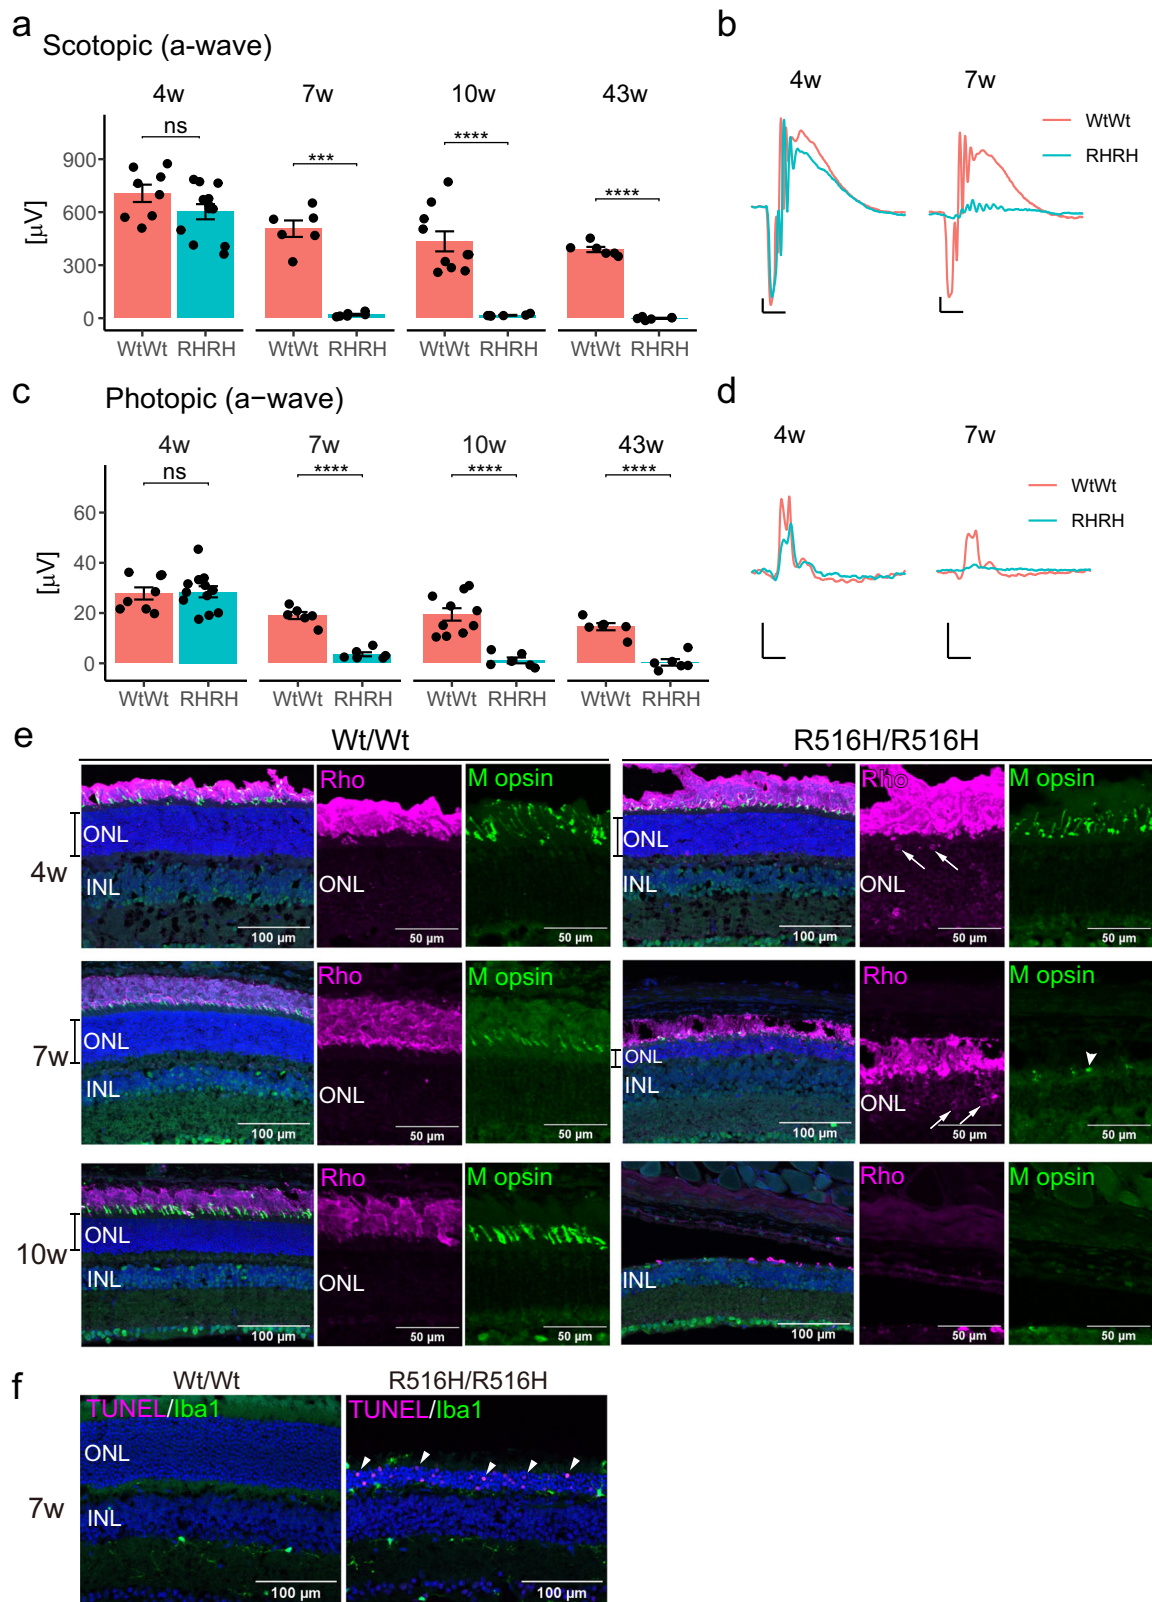 a
Scotopic (a-wave)
4w 7w 10w 43w
ns *** **** ****
[µV]
900
600
300
0
WtWt RHRH WtWt RHRH WtWt RHRH WtWt RHRH
b
4w 7w
WtWt
RHRH
c
Photopic (a−wave)
4w 7w 10w 43w
ns **** **** ****
[µV]
60
40
20
0
WtWt RHRH WtWt RHRH WtWt RHRH WtWt RHRH
d
4w 7w
WtWt
RHRH
e
Wt/Wt R516H/R516H
4w
Rho M opsin Rho M opsin
ONL ONL ONL ONL
INL INL
100 µm 50 µm 50 µm 100 µm 50 µm 50 µm
7w
Rho M opsin Rho M opsin
ONL ONL ONL ONL
INL INL
100 µm 50 µm 50 µm 100 µm 50 µm 50 µm
10w
Rho M opsin Rho M opsin
ONL ONL
INL INL
100 µm 50 µm 50 µm 100 µm 50 µm 50 µm
f
Wt/Wt R516H/R516H
TUNEL/Iba1 TUNEL/Iba1
ONL
7w
INL
100 µm 100 µm